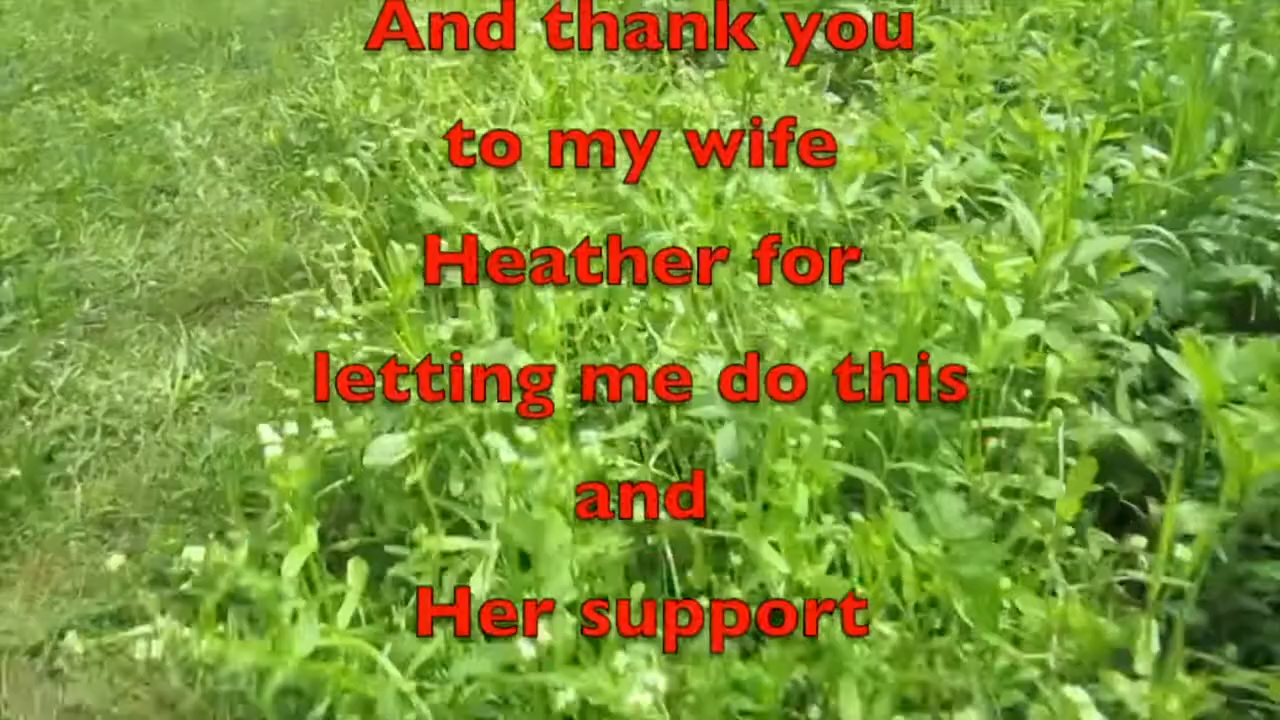 And thank you
to my wife
Heather for
letting me do this
and
Her support